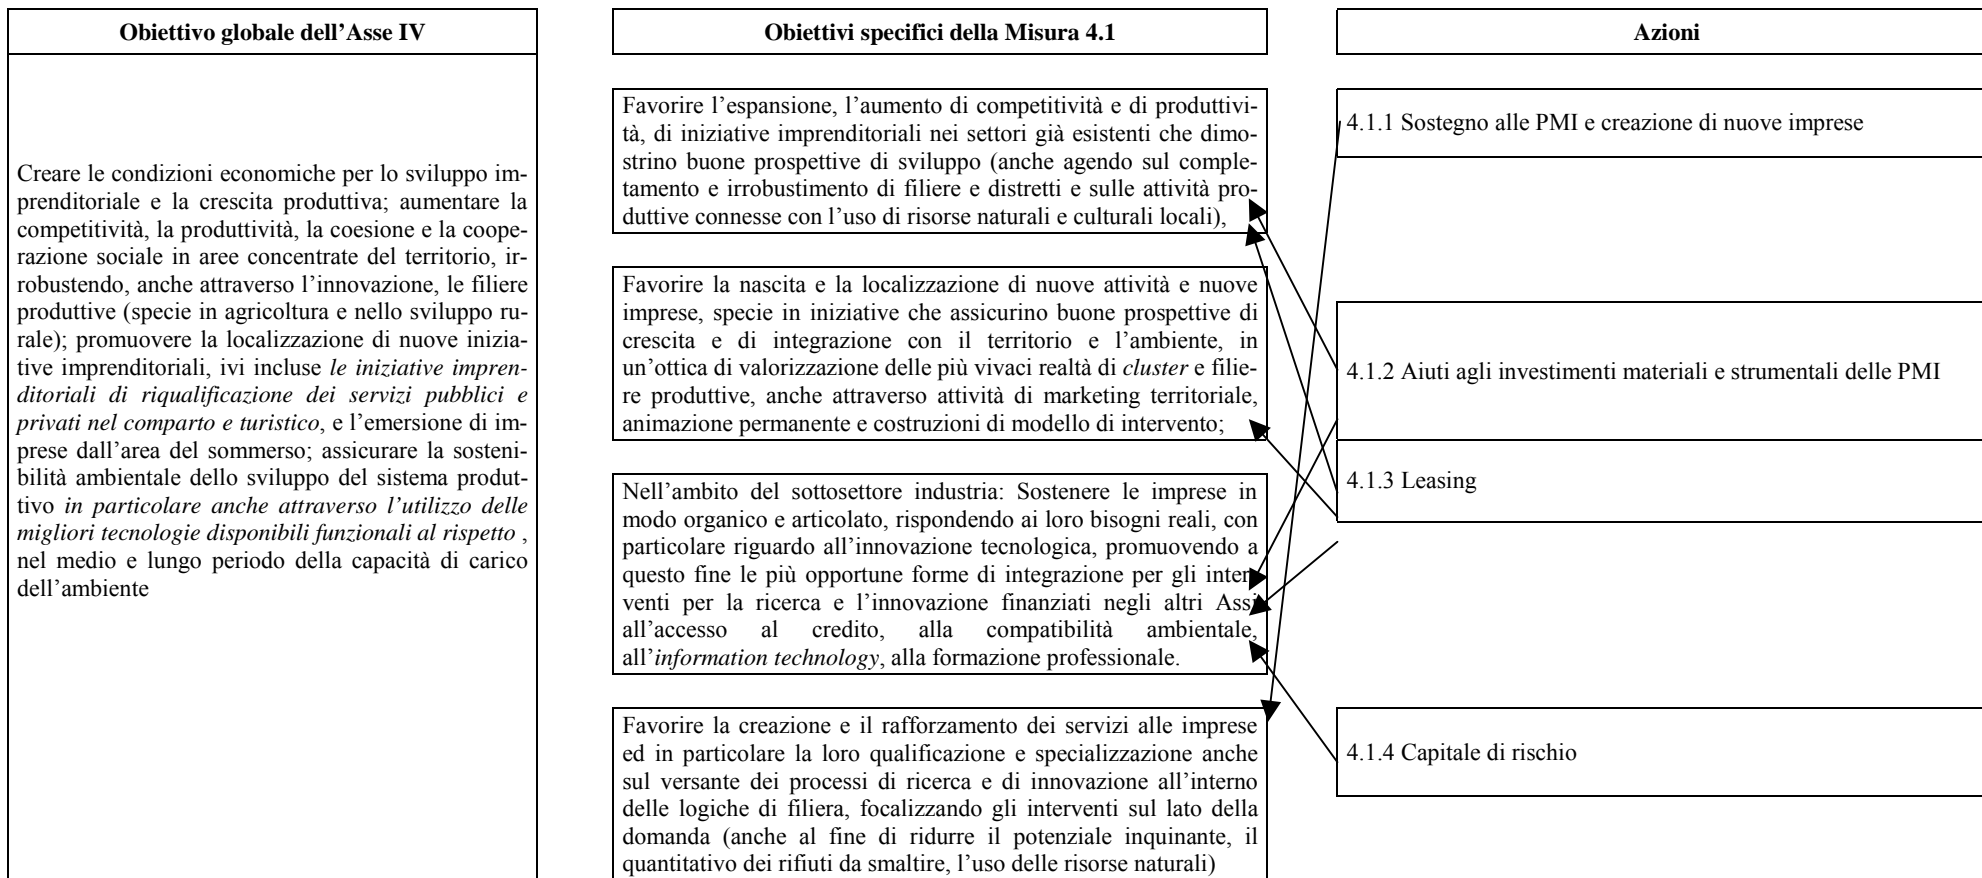 Obiettivo globale dell’Asse IV
Creare le condizioni economiche per lo sviluppo im-
prenditoriale e la crescita produttiva; aumentare la
competitività, la produttività, la coesione e la coope-
razione sociale in aree concentrate del territorio, ir-
robustendo, anche attraverso l’innovazione, le filiere
produttive (specie in agricoltura e nello sviluppo ru-
rale); promuovere la localizzazione di nuove inizia-
tive imprenditoriali, ivi incluse le iniziative impren-
ditoriali di riqualificazione dei servizi pubblici e
privati nel comparto e turistico, e l’emersione di im-
prese dall’area del sommerso; assicurare la sosteni-
bilità ambientale dello sviluppo del sistema produt-
tivo in particolare anche attraverso l’utilizzo delle
migliori tecnologie disponibili funzionali al rispetto ,
nel medio e lungo periodo della capacità di carico
dell’ambiente
Obiettivi specifici della Misura 4.1
Favorire l’espansione, l’aumento di competitività e di produttivi-
tà, di iniziative imprenditoriali nei settori già esistenti che dimo-
strino buone prospettive di sviluppo (anche agendo sul comple-
tamento e irrobustimento di filiere e distretti e sulle attività pro-
duttive connesse con l’uso di risorse naturali e culturali locali),
Favorire la nascita e la localizzazione di nuove attività e nuove
imprese, specie in iniziative che assicurino buone prospettive di
crescita e di integrazione con il territorio e l’ambiente, in
un’ottica di valorizzazione delle più vivaci realtà di cluster e filie-
re produttive, anche attraverso attività di marketing territoriale,
animazione permanente e costruzioni di modello di intervento;
Nell’ambito del sottosettore industria: Sostenere le imprese in
modo organico e articolato, rispondendo ai loro bisogni reali, con
particolare riguardo all’innovazione tecnologica, promuovendo a
questo fine le più opportune forme di integrazione per gli inter-
venti per la ricerca e l’innovazione finanziati negli altri Assi
all’accesso al credito, alla compatibilità ambientale,
all’information technology, alla formazione professionale.
Favorire la creazione e il rafforzamento dei servizi alle imprese
ed in particolare la loro qualificazione e specializzazione anche
sul versante dei processi di ricerca e di innovazione all’interno
delle logiche di filiera, focalizzando gli interventi sul lato della
domanda (anche al fine di ridurre il potenziale inquinante, il
quantitativo dei rifiuti da smaltire, l’uso delle risorse naturali)
Azioni
4.1.1 Sostegno alle PMI e creazione di nuove imprese
4.1.2 Aiuti agli investimenti materiali e strumentali delle PMI
4.1.3 Leasing
4.1.4 Capitale di rischio